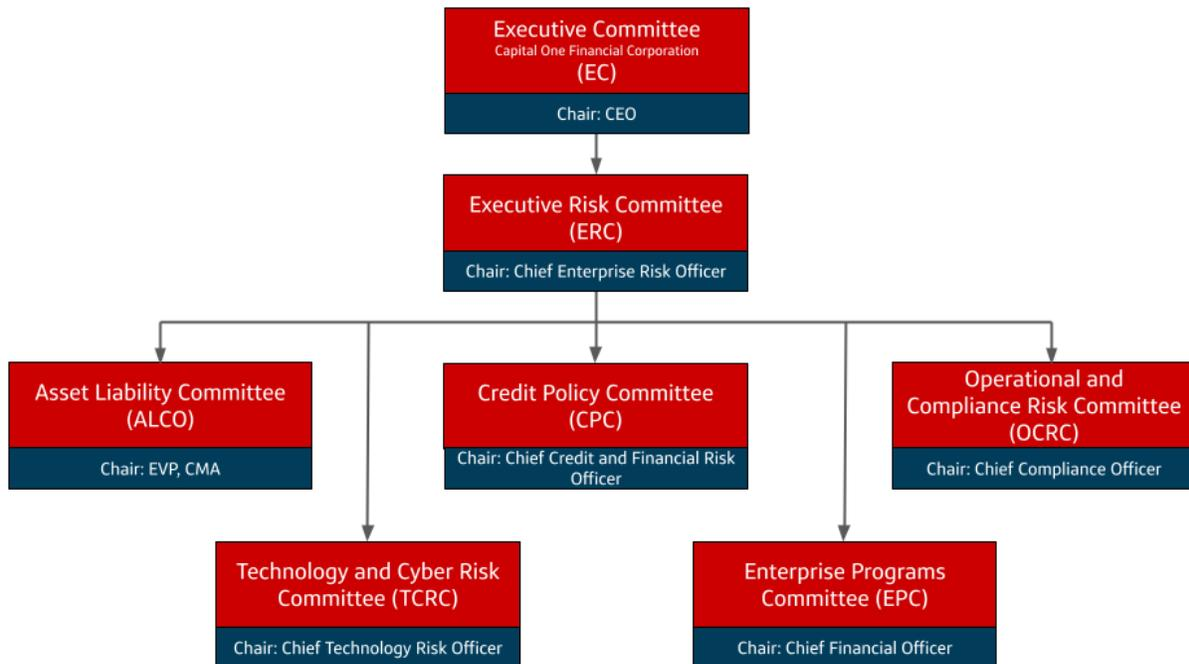 Executive Committee
Capital One Financial Corporation
(EC)
Chair: CEO
Executive Risk Committee
(ERC)
Chair: Chief Enterprise Risk Officer
Asset Liability Committee
(ALCO)
Chair: EVP, CMA
Credit Policy Committee
(CPC)
Chair: Chief Credit and Financial Risk
Officer
Operational and
Compliance Risk Committee
(OCRC)
Chair: Chief Compliance Officer
Technology and Cyber Risk
Committee (TCRC)
Chair: Chief Technology Risk Officer
Enterprise Programs
Committee (EPC)
Chair: Chief Financial Officer